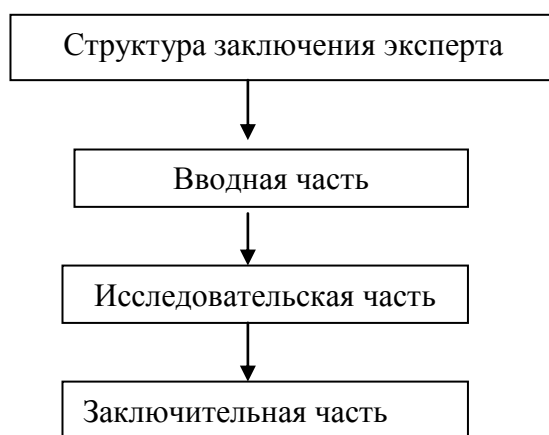 Структура заключения эксперта
Вводная часть
Исследовательская часть
Заключительная часть